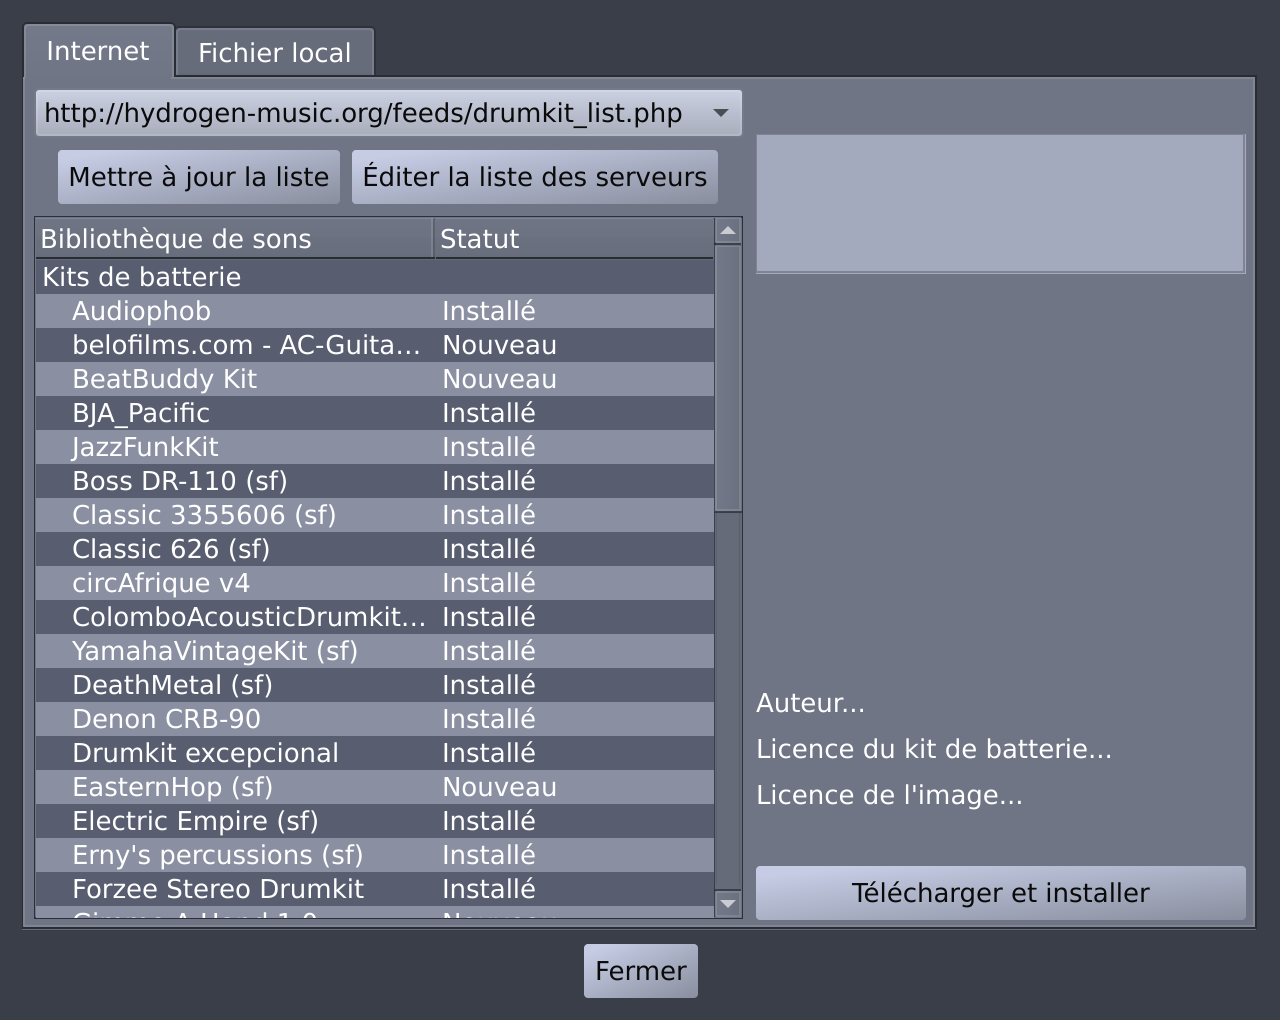 Internet
Fichier local
http://hydrogen-music.org/feeds/drumkit_list.php
Mettre à jour la liste
Éditer la liste des serveurs
Bibliothèque de sons Statut
Kits de batterie
Audiophob Installé
belofilms.com - AC-Guita... Nouveau
BeatBuddy Kit Nouveau
BJA_Pacific Installé
JazzFunkKit Installé
Boss DR-110 (sf) Installé
Classic 3355606 (sf) Installé
Classic 626 (sf) Installé
circAfrique v4 Installé
ColomboAcousticDrumkit... Installé
YamahaVintageKit (sf) Installé
DeathMetal (sf) Installé
Denon CRB-90 Installé
Drumkit excepcional Installé
EasternHop (sf) Nouveau
Electric Empire (sf) Installé
Erny's percussions (sf) Installé
Forzee Stereo Drumkit Installé
Auteur...
Licence du kit de batterie...
Licence de l'image...
Télécharger et installer
Fermer